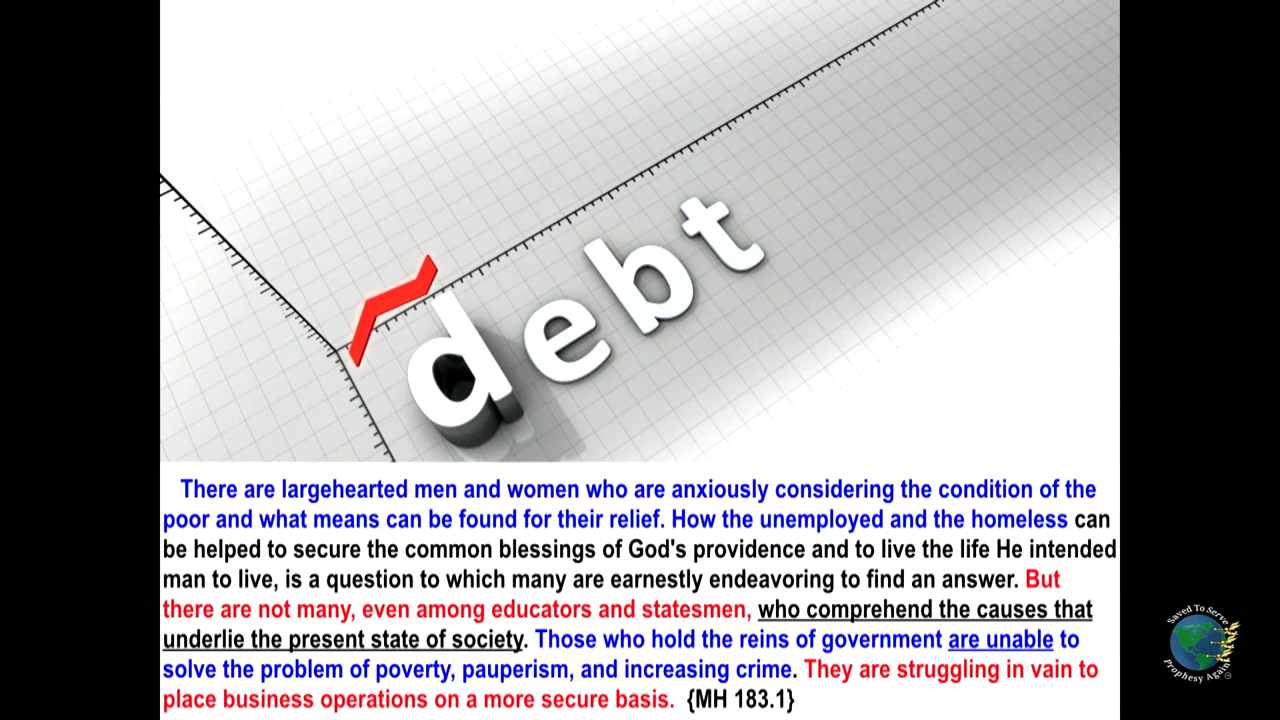 debt
There are largehearted men and women who are anxiously considering the condition of the
poor and what means can be found for their relief. How the unemployed and the homeless can
be helped to secure the common blessings of God's providence and to live the life He intended
man to live, is a question to which many are earnestly endeavoring to find an answer. But
there are not many, even among educators and statesmen, who comprehend the causes that
underlie the present state of society. Those who hold the reins of government are unable to
solve the problem of poverty, pauperism, and increasing crime. They are struggling in vain to
place business operations on a more secure basis. {MH 183.1}
Saved To Serve
Prophesy Again